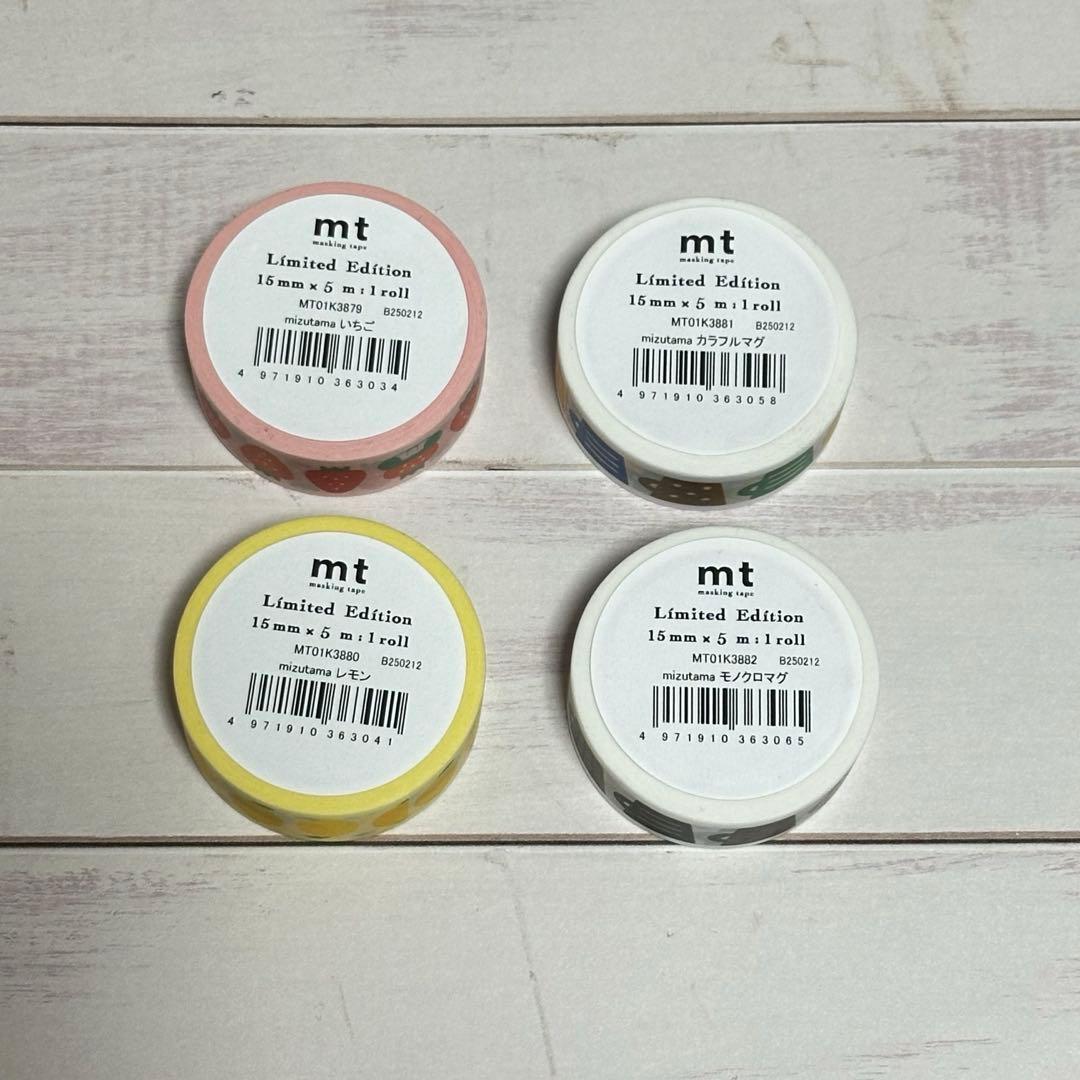 mt
masking tape
Limited Edition
15mm × 5 m : 1 roll
MT01K3879 B250212
mizutama いちご
4 971910 363034
mt
masking tape
Limited Edition
15mm × 5 m : 1 roll
MT01K3881 B250212
mizutama カラフルマグ
4 971910 363058
mt
masking tape
Limited Edition
15mm × 5 m : 1 roll
MT01K3880 B250212
mizutama レモン
4 971910 363041
mt
masking tape
Limited Edition
15mm × 5 m : 1 roll
MT01K3882 B250212
mizutama モノクロマグ
4 971910 363065